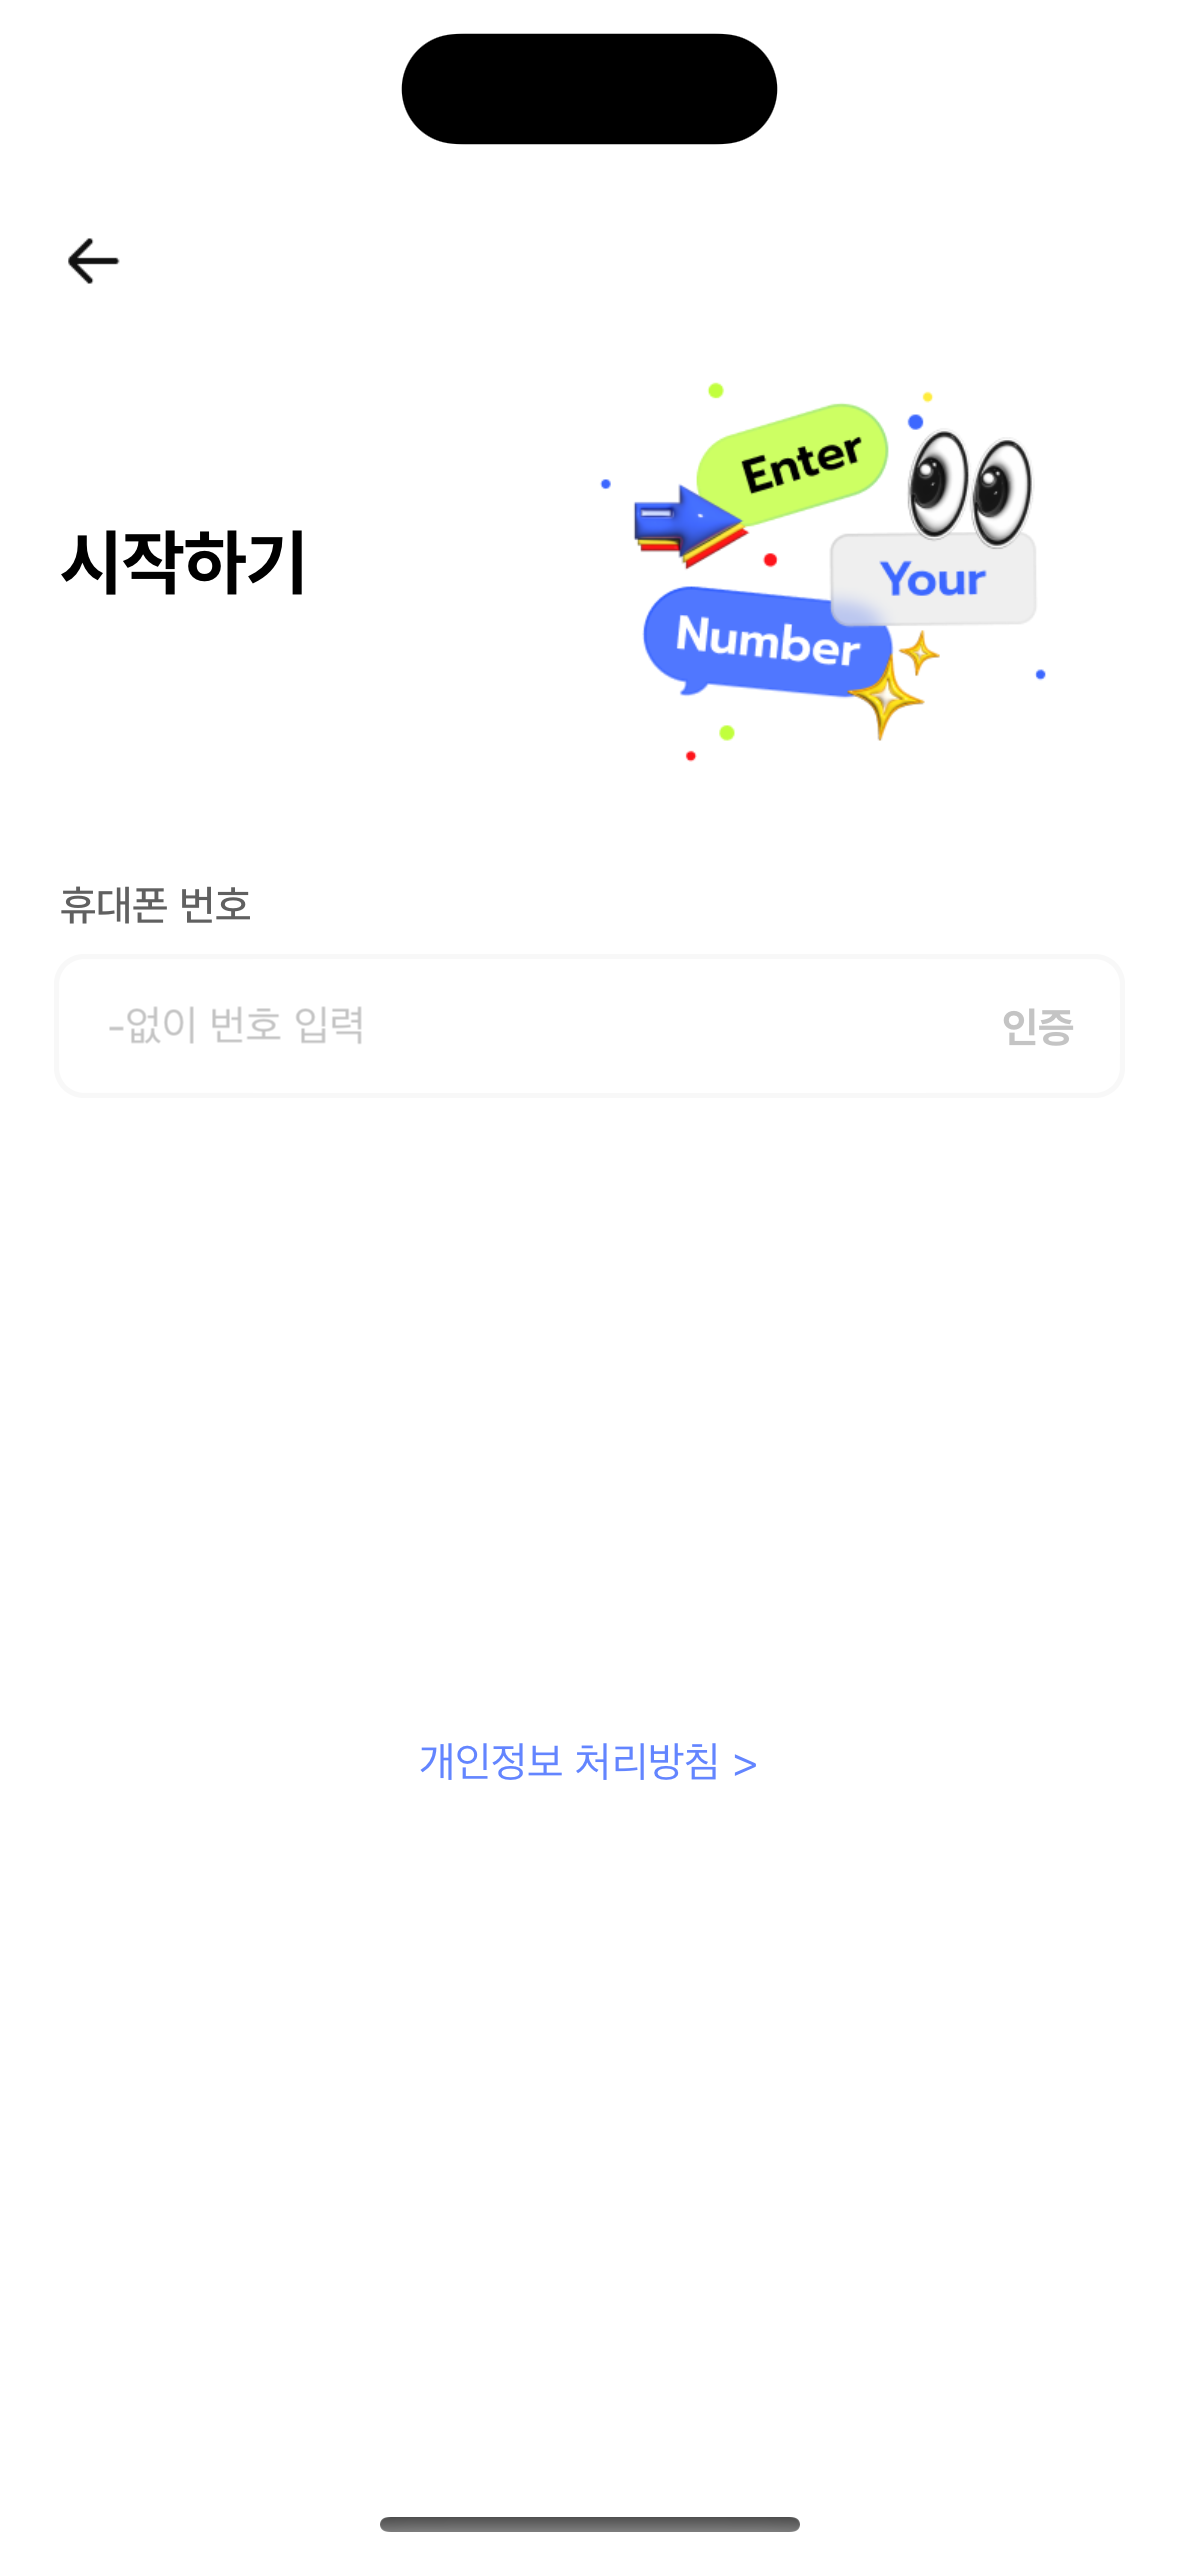 Enter
시작하기
Your
Number
휴대폰 번호
-없이 번호 입력 인증
개인정보 처리방침 >